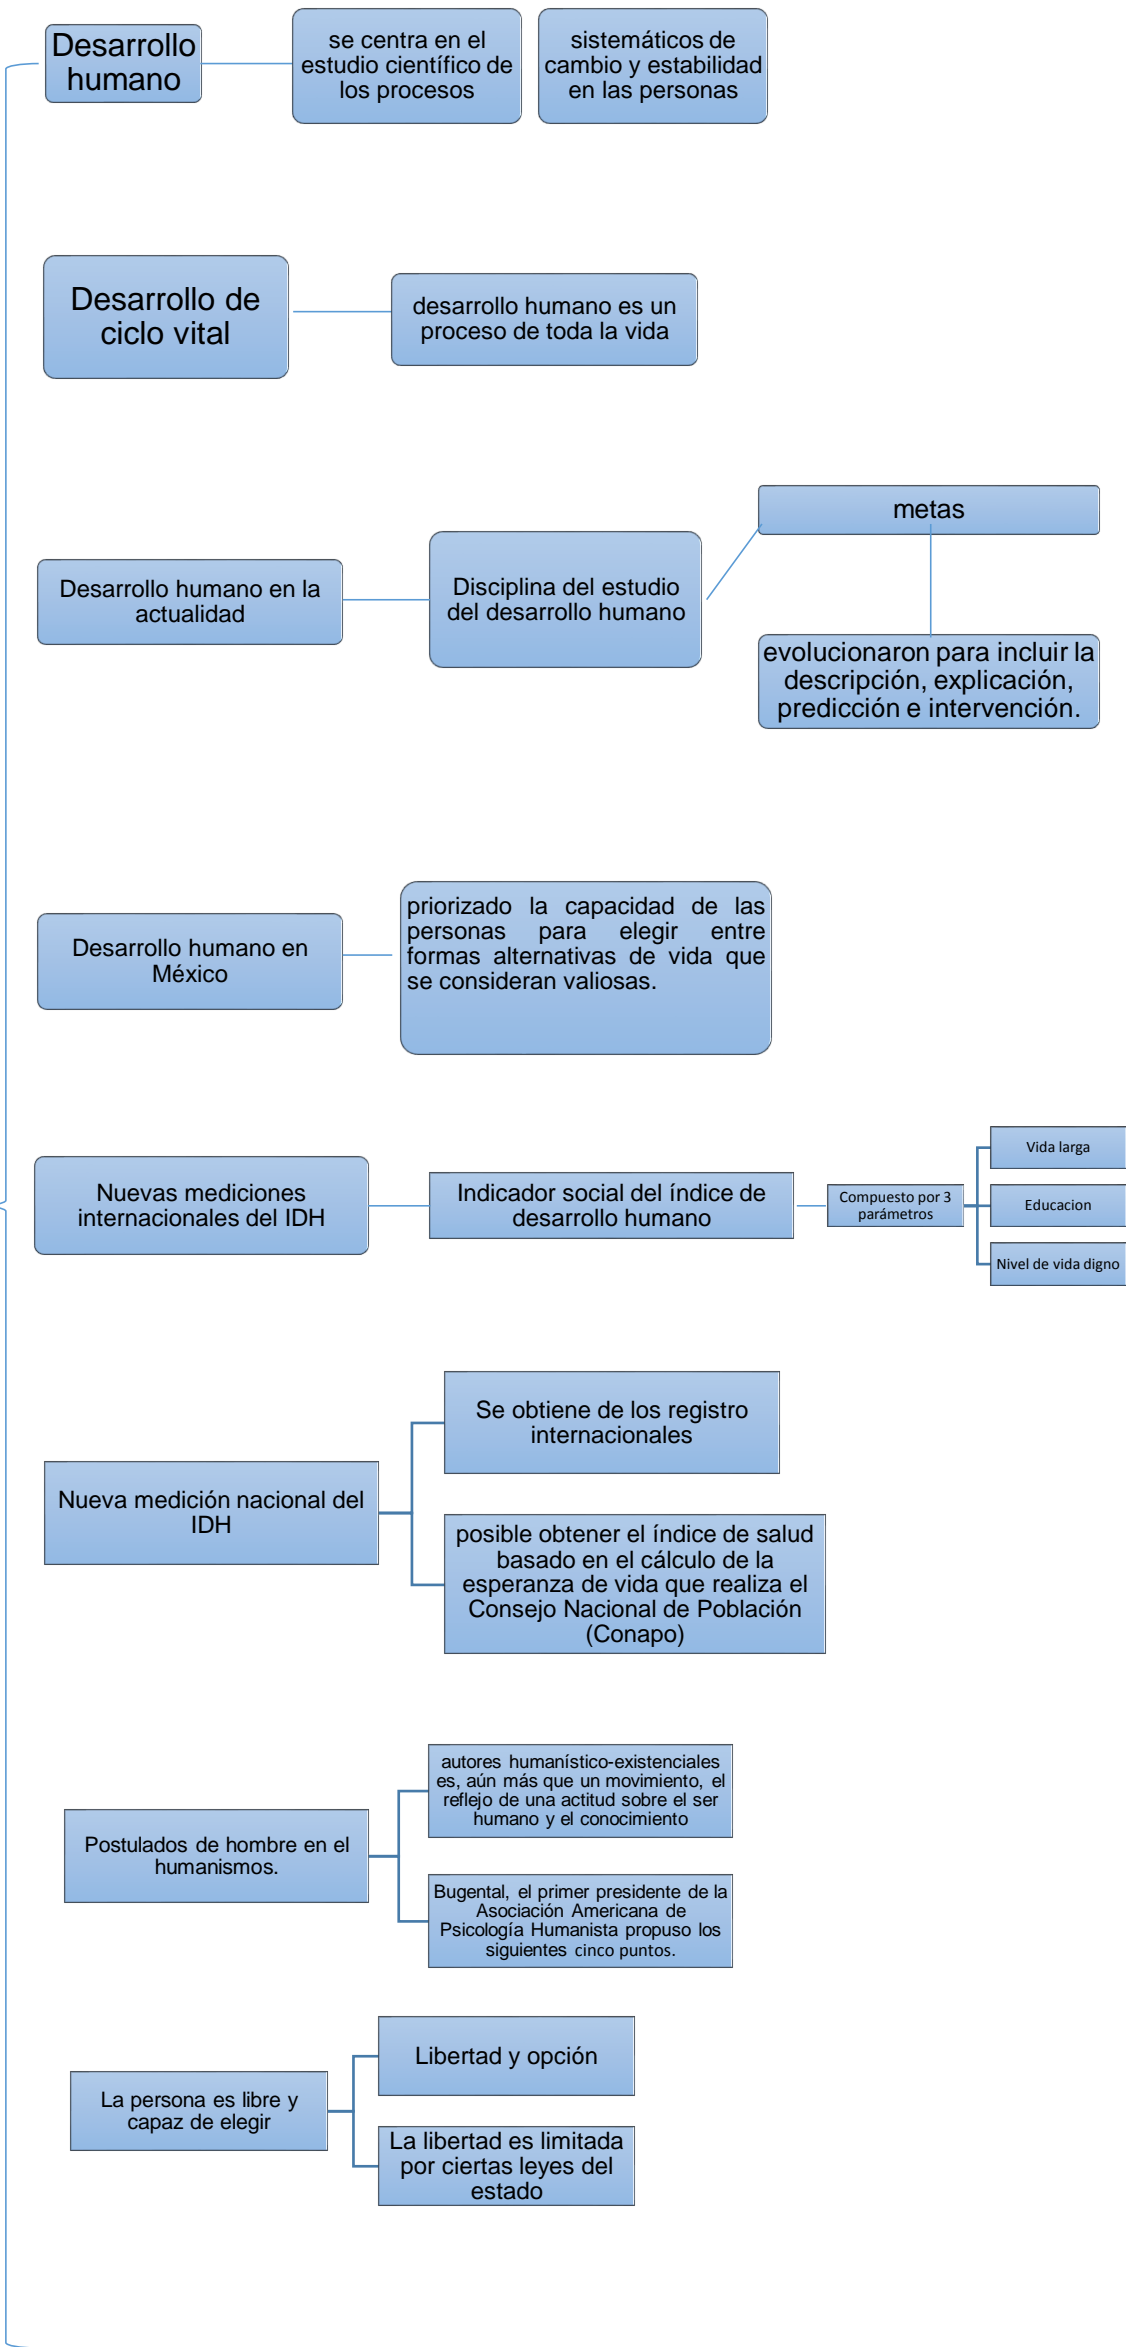 Desarrollo
humano
se centra en el
estudio científico de
los procesos
sistemáticos de
cambio y estabilidad
en las personas
Desarrollo de
ciclo vital
desarrollo humano es un
proceso de toda la vida
Desarrollo humano en la
actualidad
Disciplina del estudio
del desarrollo humano
metas
evolucionaron para incluir la
descripción, explicación,
predicción e intervención.
Desarrollo humano en
México
priorizado la capacidad de las
personas para elegir entre
formas alternativas de vida que
se consideran valiosas.
Nuevas mediciones
internacionales del IDH
Indicador social del índice de
desarrollo humano
Compuesto por 3
parámetros
Vida larga
Educacion
Nivel de vida digno
Nueva medición nacional del
IDH
Se obtiene de los registro
internacionales
posible obtener el índice de salud
basado en el cálculo de la
esperanza de vida que realiza el
Consejo Nacional de Población
(Conapo)
Postulados de hombre en el
humanismos.
autores humanístico-existenciales
es, aún más que un movimiento, el
reflejo de una actitud sobre el ser
humano y el conocimiento
Bugental, el primer presidente de la
Asociación Americana de
Psicología Humanista propuso los
siguientes cinco puntos.
La persona es libre y
capaz de elegir
Libertad y opción
La libertad es limitada
por ciertas leyes del
estado